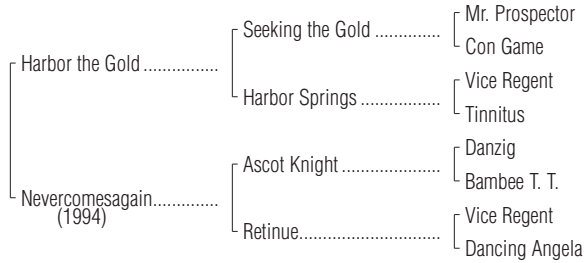 Mr. Prospector
Seeking the Gold ..................
Con Game
Harbor the Gold ...............
Vice Regent
Harbor Springs ...................
Tinnitus
Danzig
Ascot Knight .......................
Bambee T. T.
Nevercomesagain.............
(1994)
Vice Regent
Retinue.................................
Dancing Angela